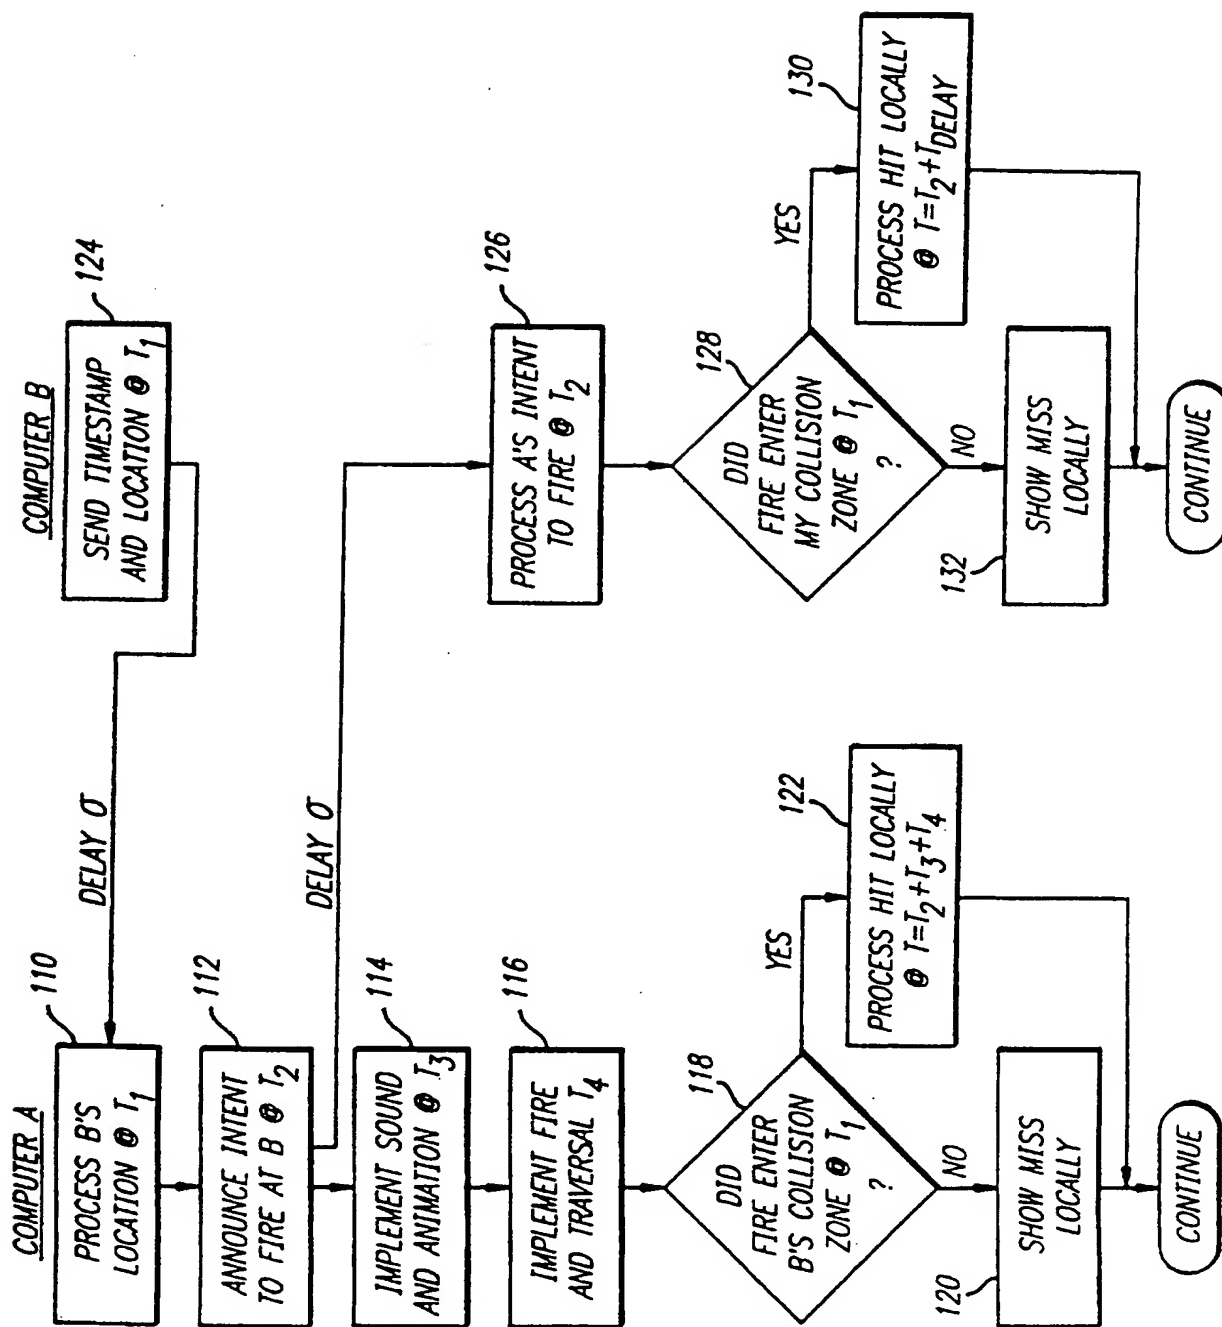 COMPUTER A
110
PROCESS B'S
LOCATION @ T1
112
ANNOUNCE INTENT
TO FIRE AT B @ T2
114
IMPLEMENT SOUND
AND ANIMATION @ T3
116
IMPLEMENT FIRE
AND TRAVERSAL T4
118
DID
FIRE ENTER
B'S COLLISION
ZONE @ T1
?
YES
122
PROCESS HIT LOCALLY
@ T=T2+T3+T4
NO
SHOW MISS
LOCALLY
120
CONTINUE
DELAY σ
DELAY σ
COMPUTER B
124
SEND TIMESTAMP
AND LOCATION @ T1
126
PROCESS A'S INTENT
TO FIRE @ T2
128
DID
FIRE ENTER
MY COLLISION
ZONE @ T1
?
YES
130
PROCESS HIT LOCALLY
@ T=T2+TDELAY
NO
SHOW MISS
LOCALLY
132
CONTINUE